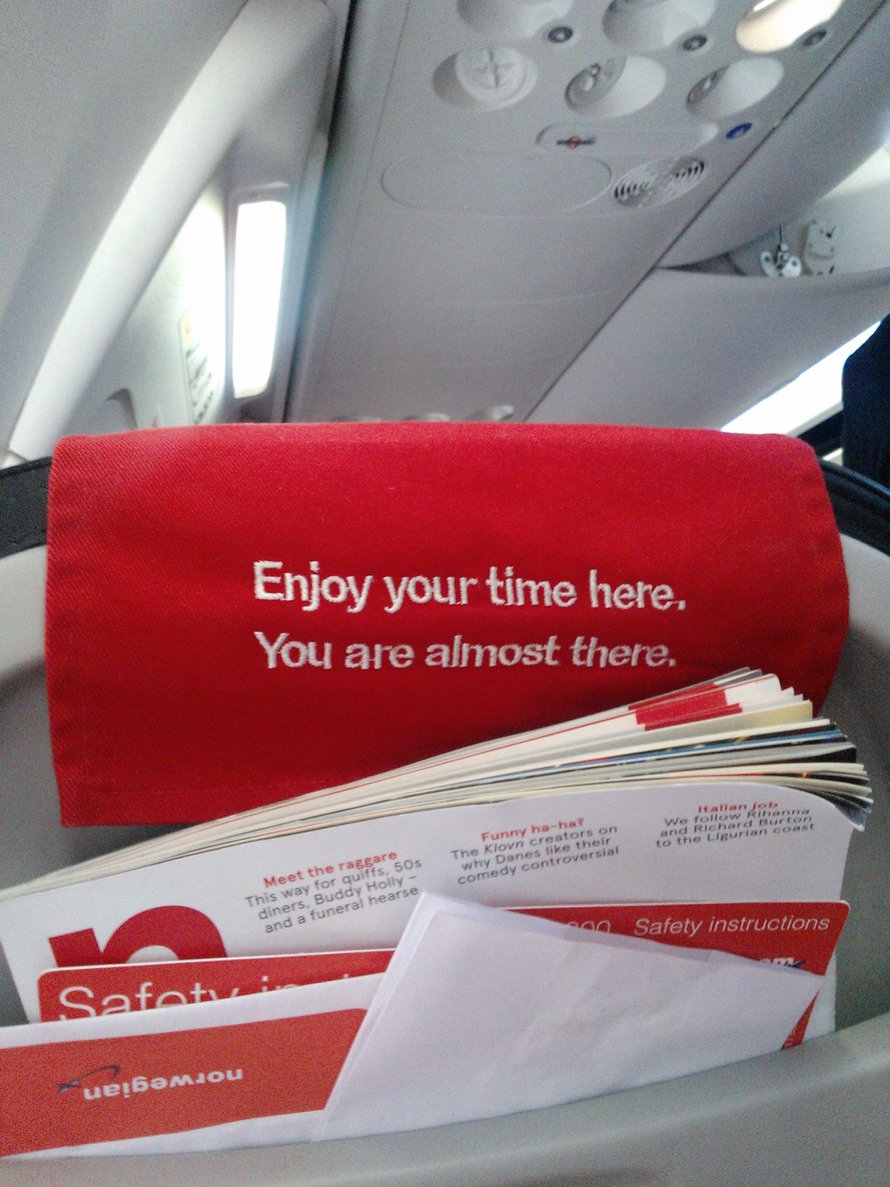 Enjoy your time here.
You are almost there.
Meet the raggare
This way for quiffs, 50s
diners, Buddy Holly –
and a funeral hearse
Funny ha-ha?
The Klovn creators on
why Danes like their
comedy controversial
Italian job
We follow Rihanna
and Richard Burton
to the Ligurian coast
n
Safety instructions
Safety
norwegian